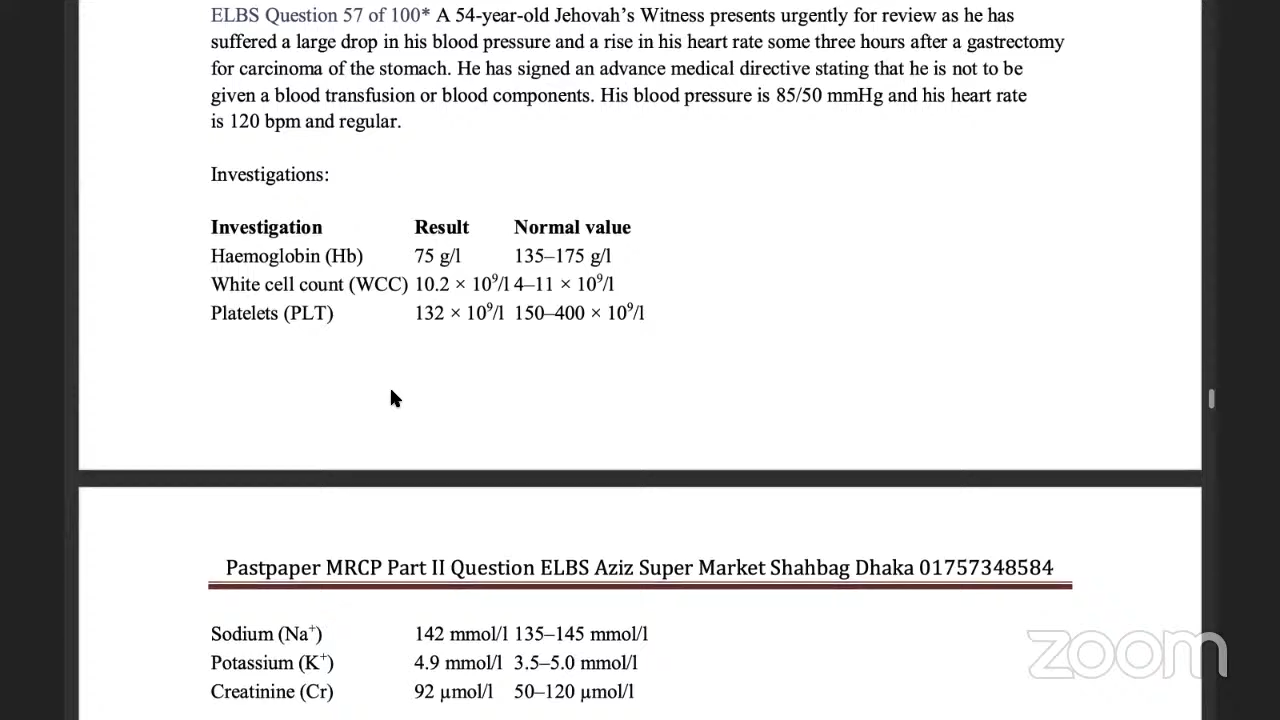 ELBS Question 57 of 100* A 54-year-old Jehovah’s Witness presents urgently for review as he has
suffered a large drop in his blood pressure and a rise in his heart rate some three hours after a gastrectomy
for carcinoma of the stomach. He has signed an advance medical directive stating that he is not to be
given a blood transfusion or blood components. His blood pressure is 85/50 mmHg and his heart rate
is 120 bpm and regular.
Investigations:
Investigation Result Normal value
Haemoglobin (Hb) 75 g/l 135–175 g/l
White cell count (WCC) 10.2 × 10⁹/l 4–11 × 10⁹/l
Platelets (PLT) 132 × 10⁹/l 150–400 × 10⁹/l
Pastpaper MRCP Part II Question ELBS Aziz Super Market Shahbag Dhaka 01757348584
Sodium (Na⁺) 142 mmol/l 135–145 mmol/l
Potassium (K⁺) 4.9 mmol/l 3.5–5.0 mmol/l
Creatinine (Cr) 92 µmol/l 50–120 µmol/l
zoom